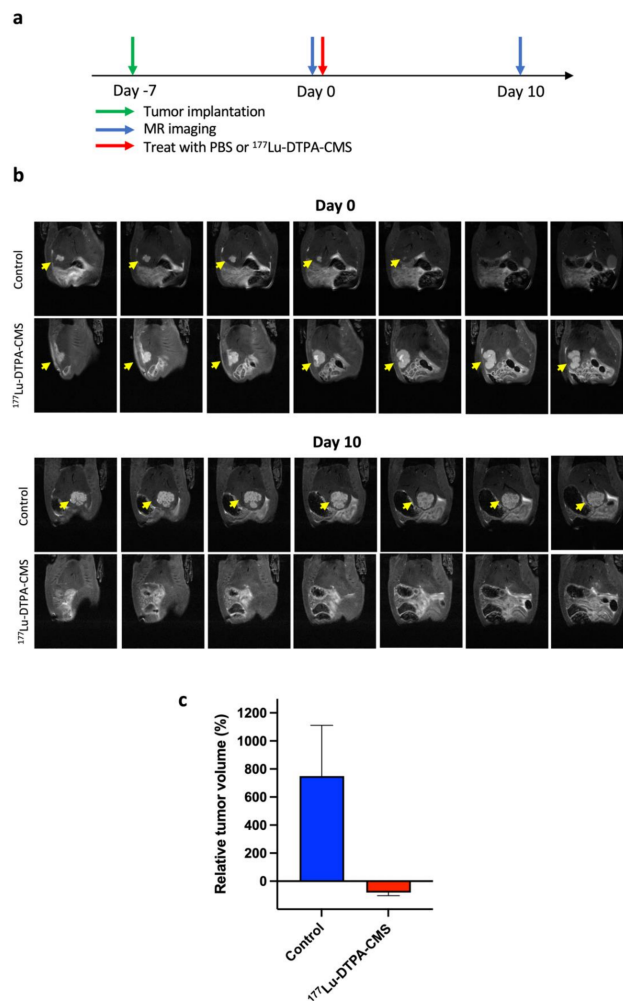 a
Day -7
Day 0
Day 10
Tumor implantation
MR imaging
Treat with PBS or ¹⁷⁷Lu-DTPA-CMS
b
Day 0
Control
¹⁷⁷Lu-DTPA-CMS
Day 10
Control
¹⁷⁷Lu-DTPA-CMS
c
Relative tumor volume (%)
1200
1000
800
600
400
200
0
Control
¹⁷⁷Lu-DTPA-CMS